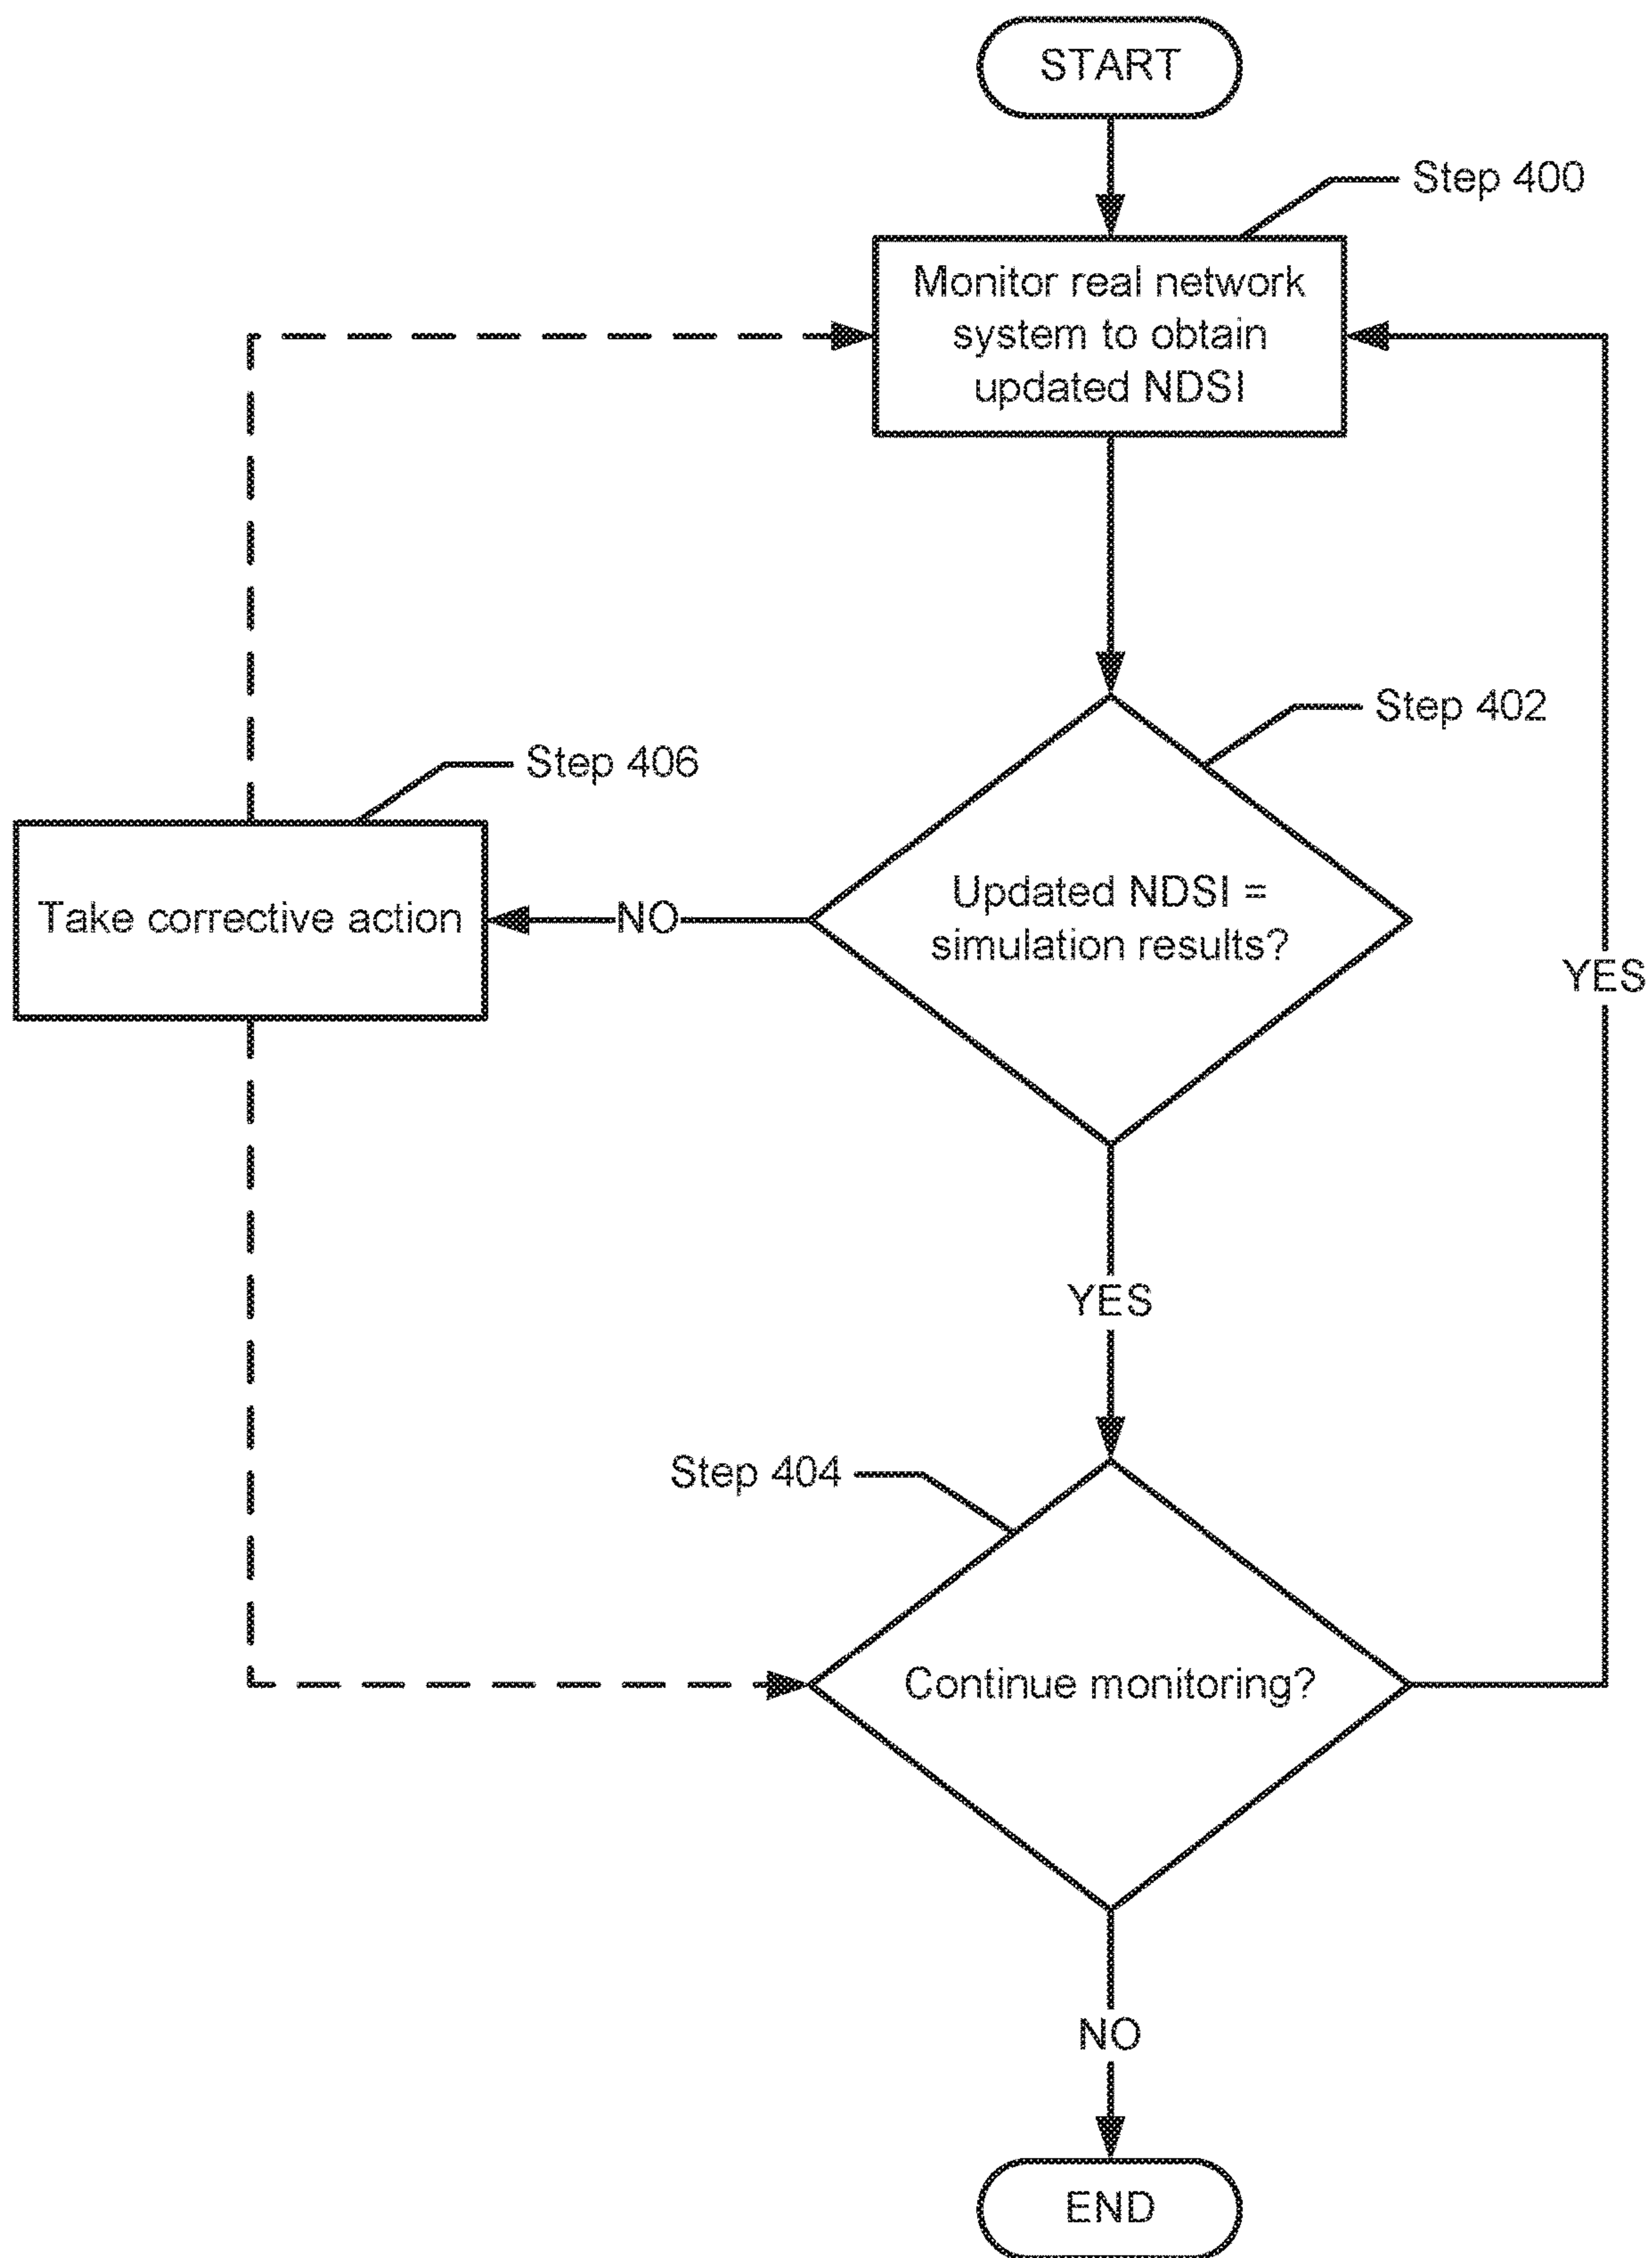 START
Step 400
Monitor real network
system to obtain
updated NDSI
Step 402
Step 406
Updated NDSI =
simulation results?
Take corrective action
NO
YES
YES
Step 404
Continue monitoring?
NO
END